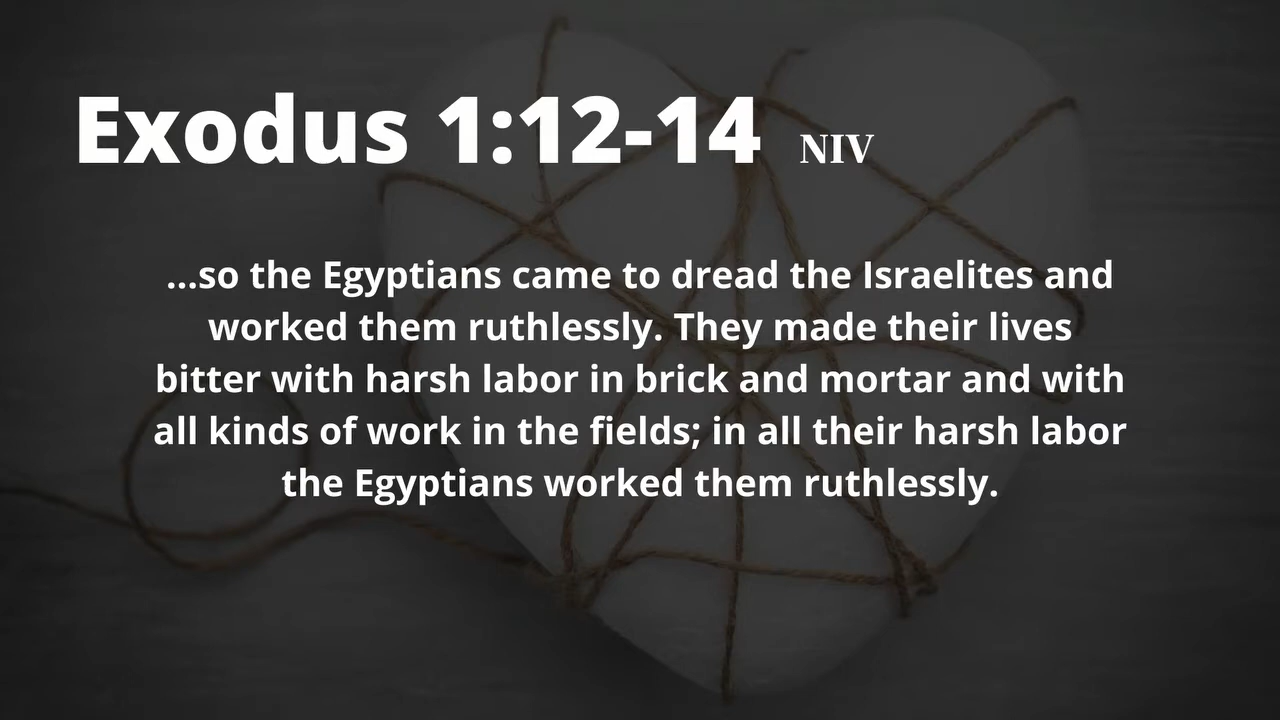 Exodus 1:12-14 NIV
...so the Egyptians came to dread the Israelites and
worked them ruthlessly. They made their lives
bitter with harsh labor in brick and mortar and with
all kinds of work in the fields; in all their harsh labor
the Egyptians worked them ruthlessly.